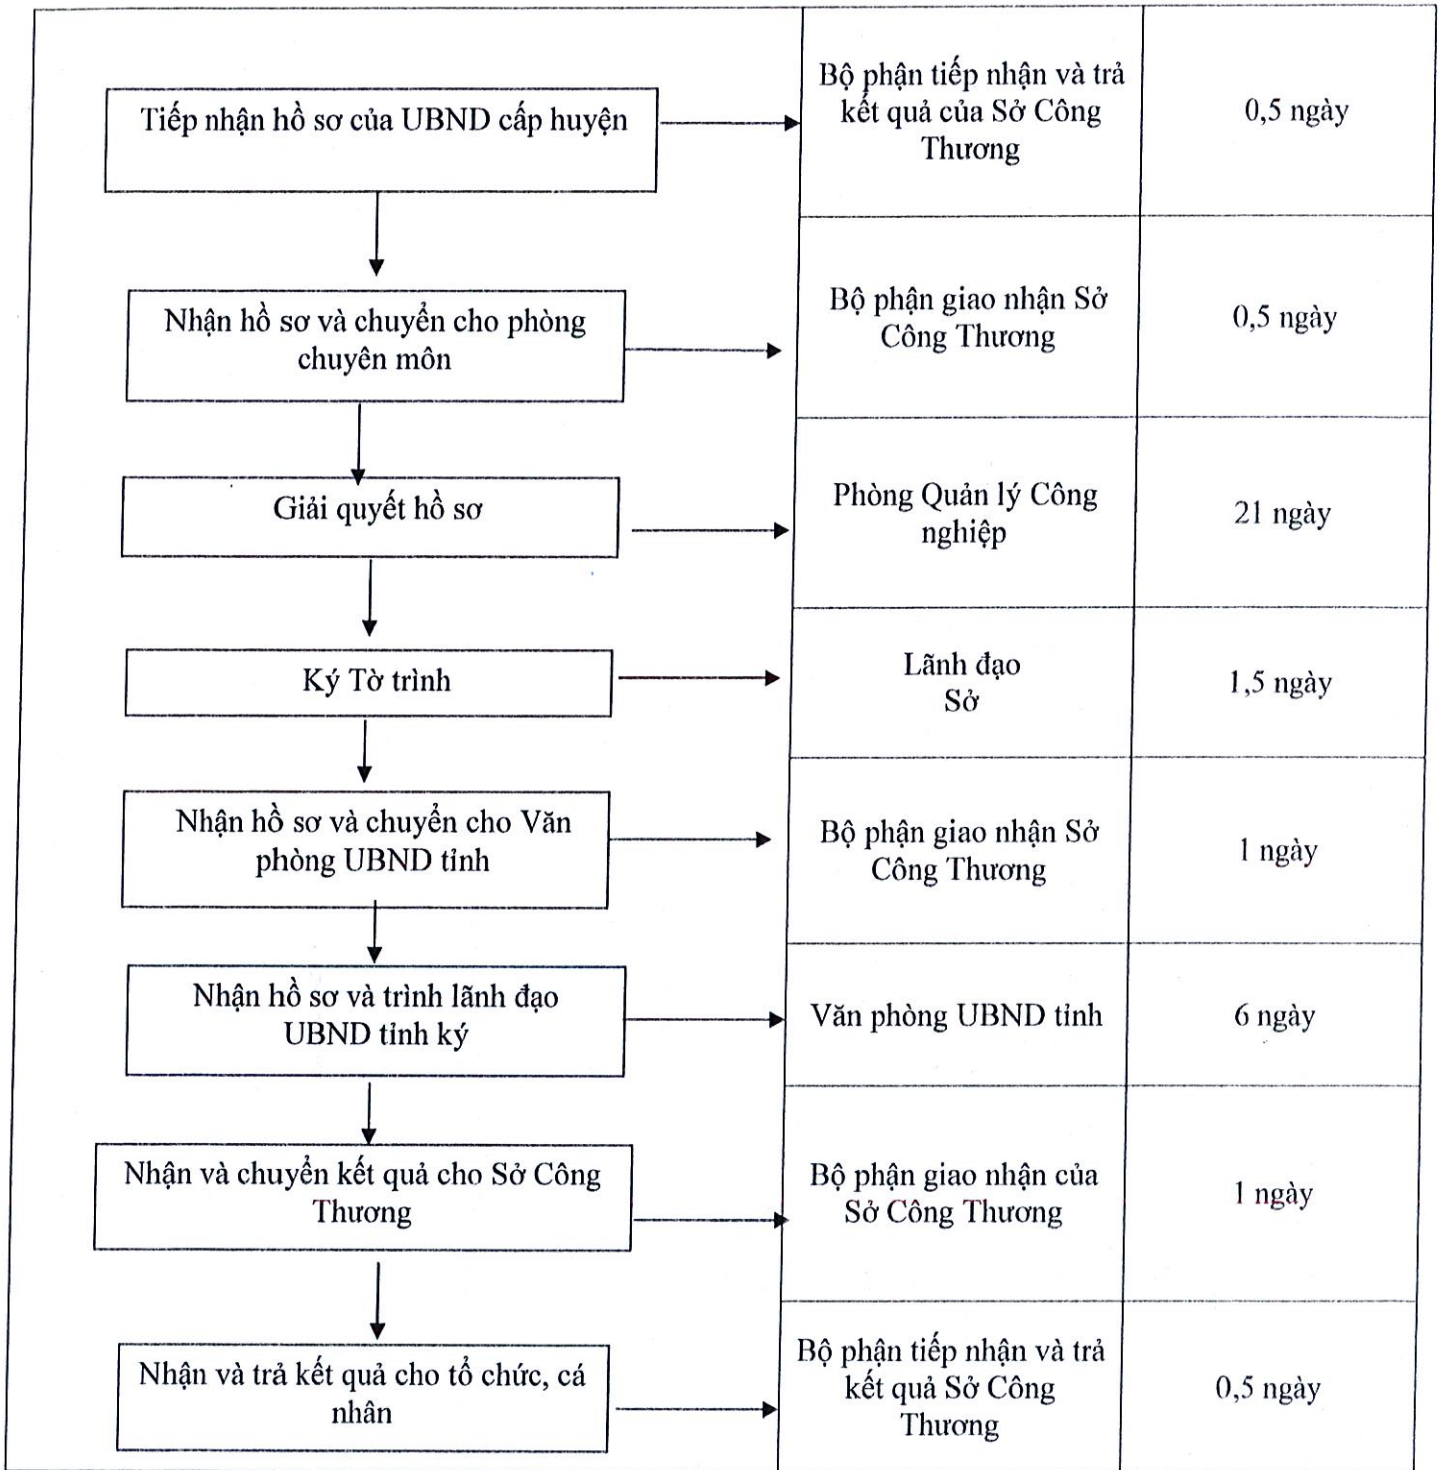 Tiếp nhận hồ sơ của UBND cấp huyện
Bộ phận tiếp nhận và trả
kết quả của Sở Công
Thương
0,5 ngày
Nhận hồ sơ và chuyển cho phòng
chuyên môn
Bộ phận giao nhận Sở
Công Thương
0,5 ngày
Giải quyết hồ sơ
Phòng Quản lý Công
nghiệp
21 ngày
Ký Tờ trình
Lãnh đạo
Sở
1,5 ngày
Nhận hồ sơ và chuyển cho Văn
phòng UBND tỉnh
Bộ phận giao nhận Sở
Công Thương
1 ngày
Nhận hồ sơ và trình lãnh đạo
UBND tỉnh ký
Văn phòng UBND tỉnh
6 ngày
Nhận và chuyển kết quả cho Sở Công
Thương
Bộ phận giao nhận của
Sở Công Thương
1 ngày
Nhận và trả kết quả cho tổ chức, cá
nhân
Bộ phận tiếp nhận và trả
kết quả Sở Công
Thương
0,5 ngày